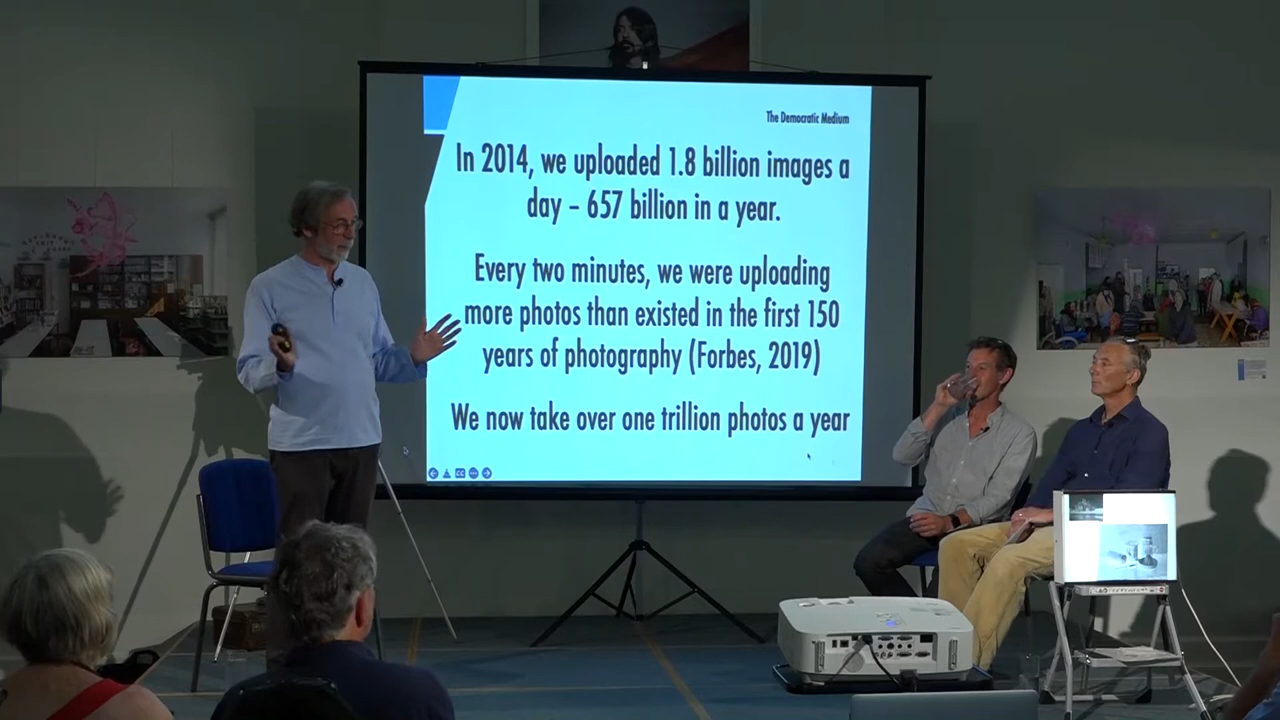 The Democratic Medium
In 2014, we uploaded 1.8 billion images a
day – 657 billion in a year.
Every two minutes, we were uploading
more photos than existed in the first 150
years of photography (Forbes, 2019)
We now take over one trillion photos a year